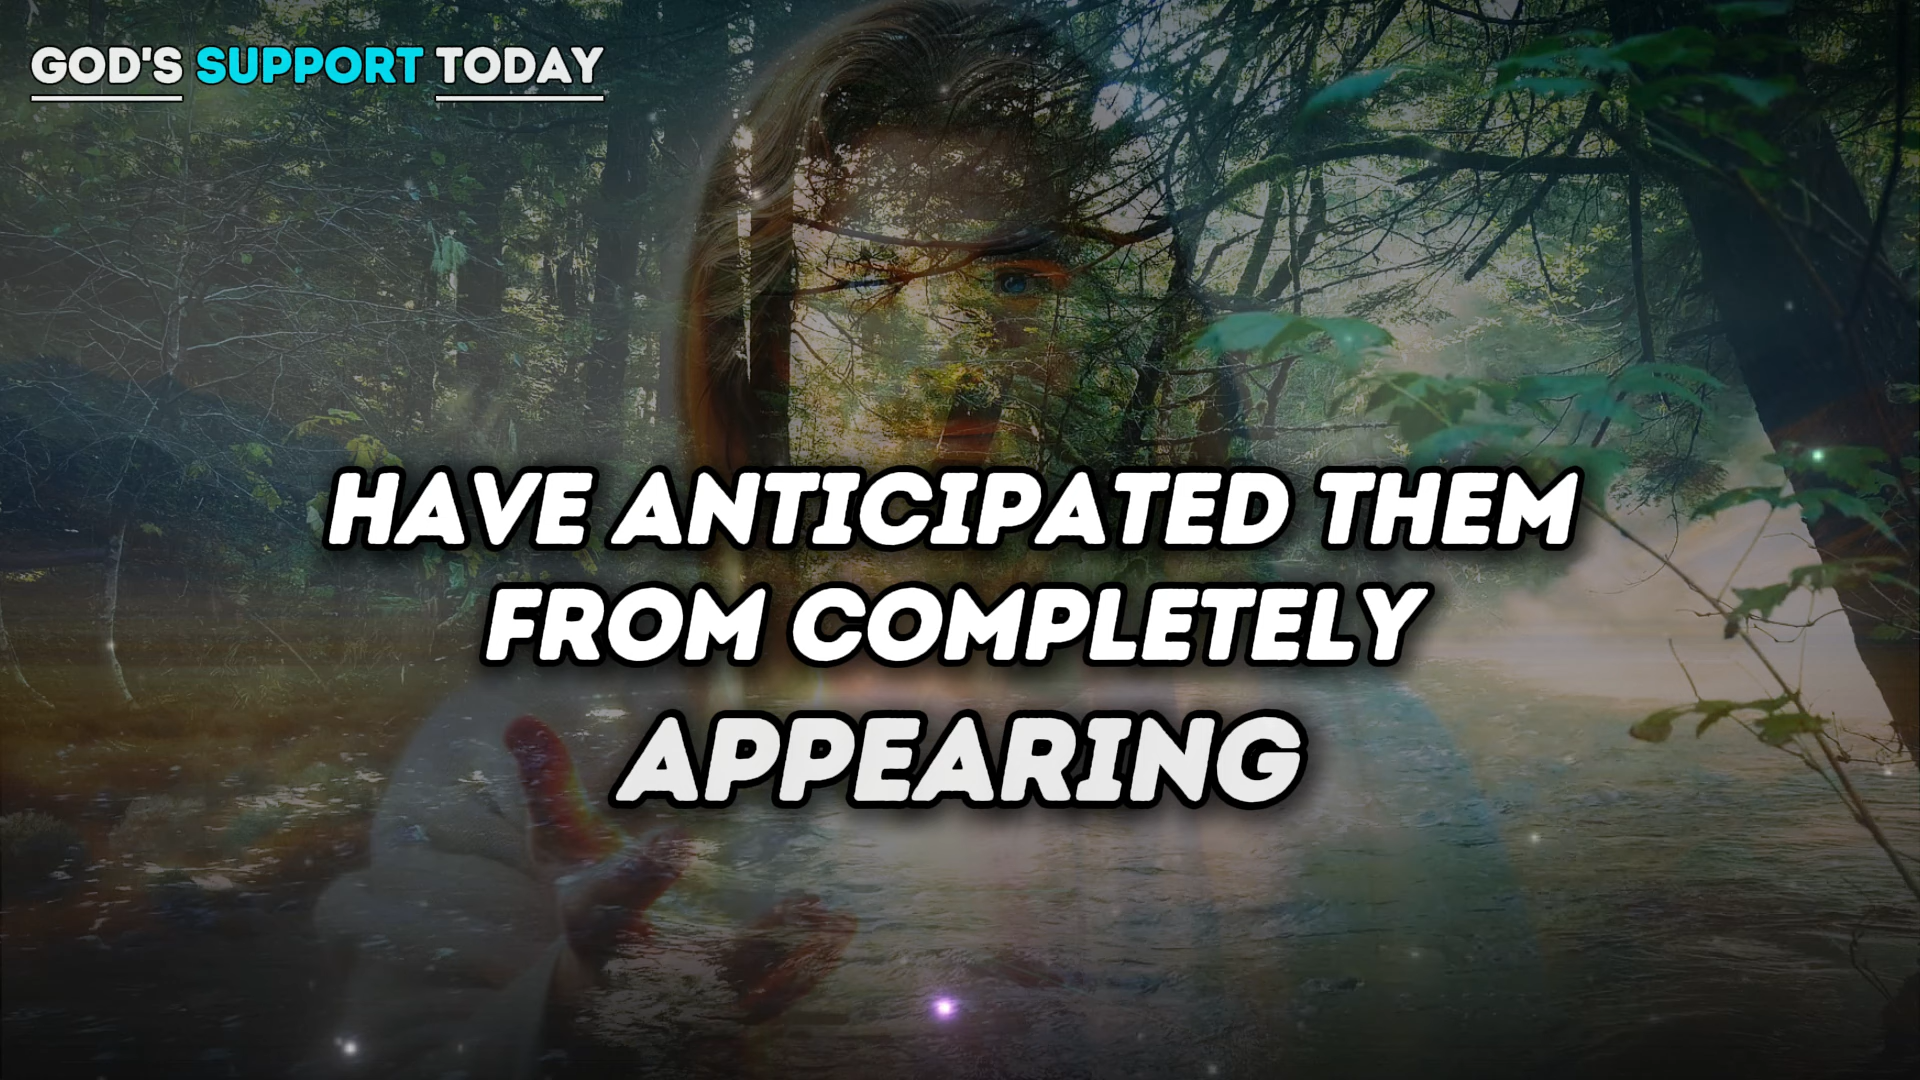 GOD'S SUPPORT TODAY
HAVE ANTICIPATED THEM
FROM COMPLETELY
APPEARING